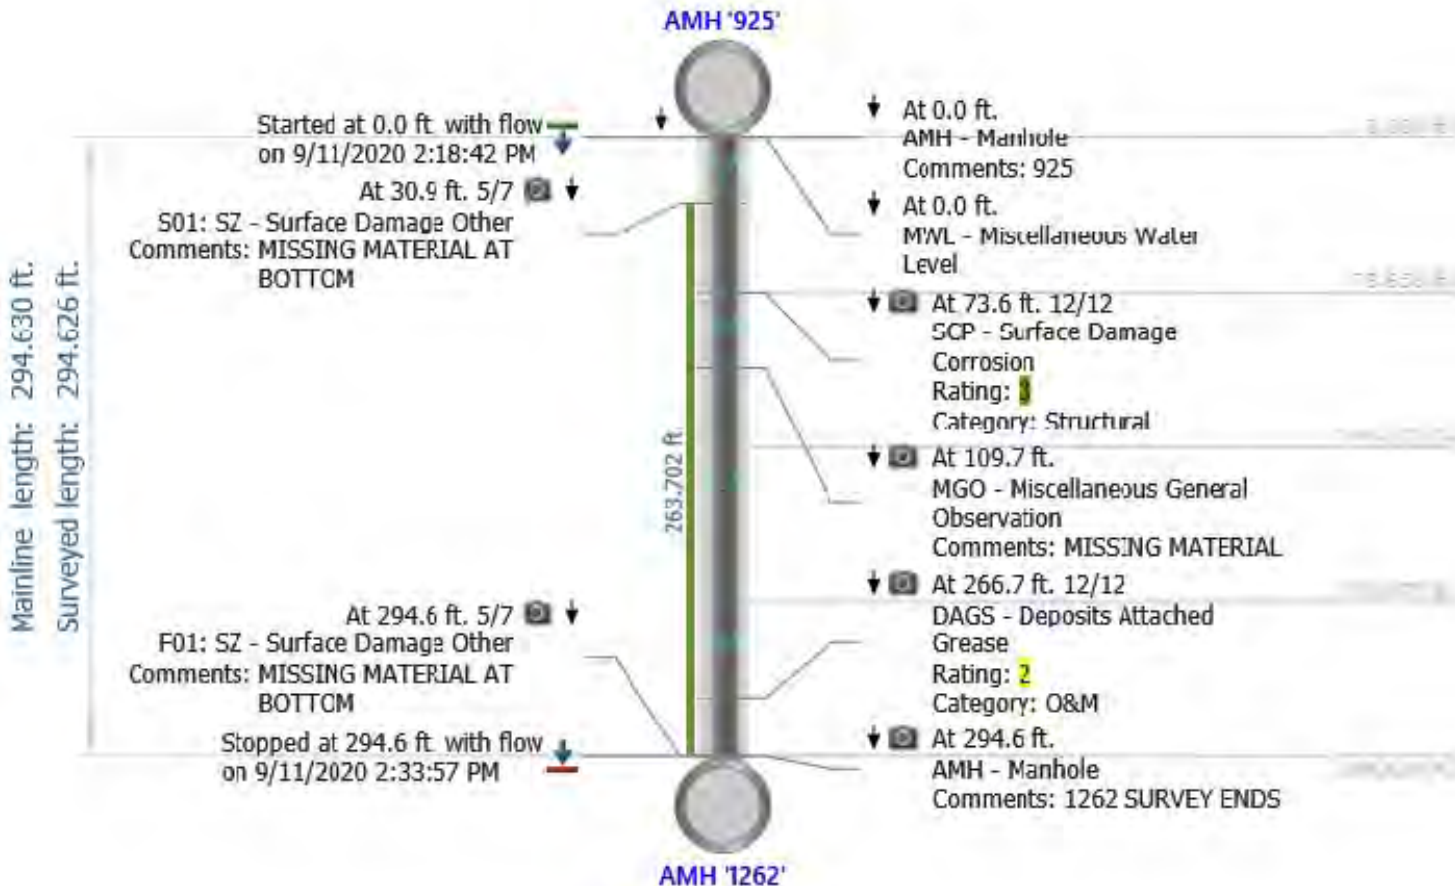 AMH '925'
Started at 0.0 ft. with flow
on 9/11/2020 2:18:42 PM
At 30.9 ft. 5/7
S01: SZ - Surface Damage Other
Comments: MISSING MATERIAL AT
BOTTOM
Mainline length: 294.630 ft.
Surveyed length: 294.626 ft.
263.702 ft
At 294.6 ft. 5/7
F01: SZ - Surface Damage Other
Comments: MISSING MATERIAL AT
BOTTOM
Stopped at 294.6 ft. with flow
on 9/11/2020 2:33:57 PM
At 0.0 ft.
AMH - Manhole
Comments: 925
At 0.0 ft.
MWL - Miscellaneous Water
Level
At 73.6 ft. 12/12
SCP - Surface Damage
Corrosion
Rating: 3
Category: Structural
At 109.7 ft.
MGO - Miscellaneous General
Observation
Comments: MISSING MATERIAL
At 266.7 ft. 12/12
DAGS - Deposits Attached
Grease
Rating: 2
Category: O&M
At 294.6 ft.
AMH - Manhole
Comments: 1262 SURVEY ENDS
AMH '1262'